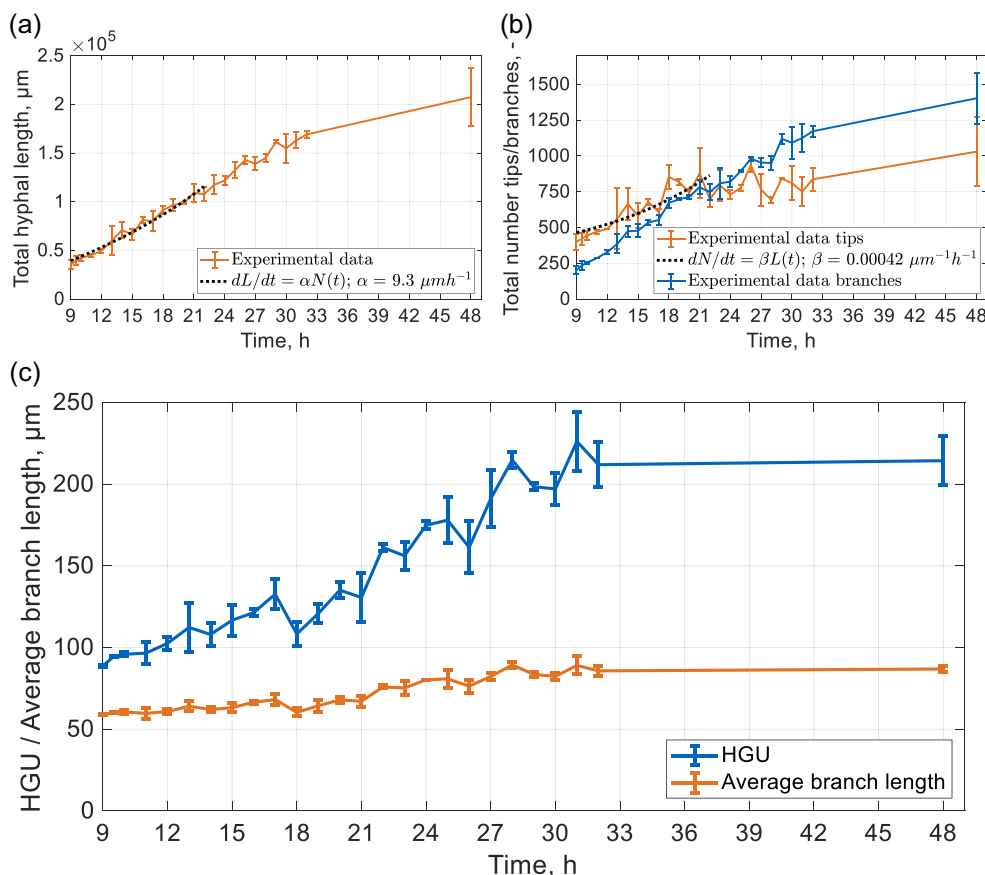 (a)
×10⁵
Total hyphal length, µm
2.5
2
1.5
1
0.5
0
9 12 15 18 21 24 27 30 33 36 39 42 45 48
Time, h
Experimental data
dL/dt = αN(t); α = 9.3 µmh⁻¹
(b)
Total number tips/branches, -
1500
1250
1000
750
500
250
0
9 12 15 18 21 24 27 30 33 36 39 42 45 48
Time, h
Experimental data tips
dN/dt = βL(t); β = 0.00042 µm⁻¹h⁻¹
Experimental data branches
(c)
HGU / Average branch length, µm
250
200
150
100
50
0
9 12 15 18 21 24 27 30 33 36 39 42 45 48
Time, h
HGU
Average branch length